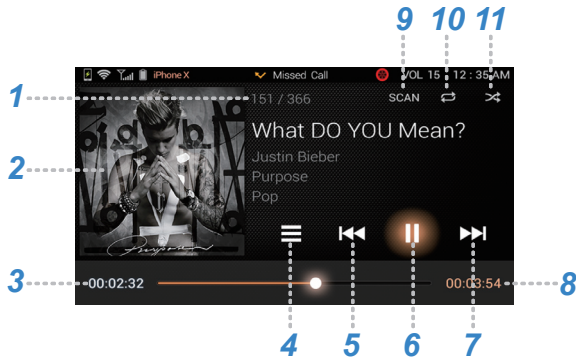 9 10 11
iPhone X Missed Call VOL 15 12 : 35 AM
1 151 / 366 SCAN
What DO YOU Mean?
2 Justin Bieber
Purpose
Pop
Purpose
3 00:02:32 00:03:54 8
4 5 6 7